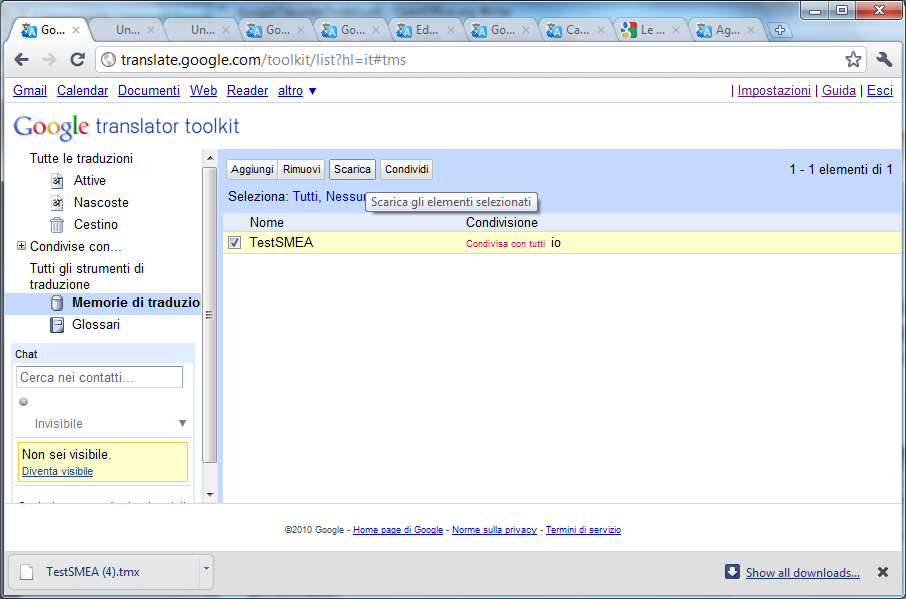 Go...
Un...
Un...
Go...
Go...
Ed...
Go...
Ca...
Le ...
Ag...
translate.google.com/toolkit/list?hl=it#tms
Gmail Calendar Documenti Web Reader altro ▼
| Impostazioni | Guida | Esci
Google translator toolkit
Tutte le traduzioni
Attive
Nascoste
Cestino
Condivise con...
Tutti gli strumenti di
traduzione
Memorie di traduzio
Glossari
Chat
Cerca nei contatti...
Invisibile
Non sei visibile.
Diventa visibile
Aggiungi Rimuovi Scarica Condividi
1 - 1 elementi di 1
Seleziona: Tutti, Nessun
Scarica gli elementi selezionati
Nome Condivisione
TestSMEA Condivisa con tutti io
©2010 Google - Home page di Google - Norme sulla privacy - Termini di servizio
TestSMEA (4).tmx
Show all downloads...